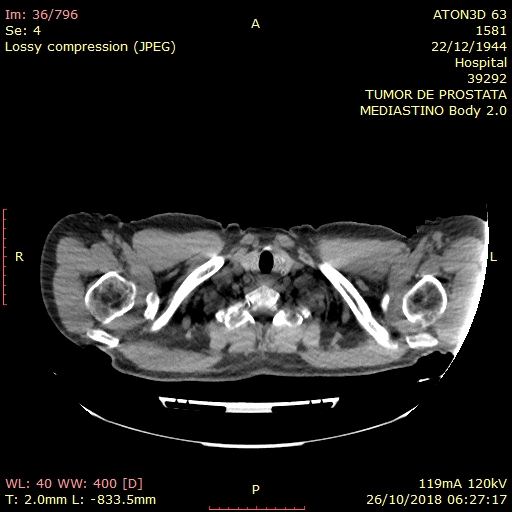 Im: 36/796
Se: 4
Lossy compression (JPEG)
A
ATON3D 63
1581
22/12/1944
Hospital
39292
TUMOR DE PROSTATA
MEDIASTINO Body 2.0
R
L
WL: 40 WW: 400 [D]
T: 2.0mm L: -833.5mm
P
119mA 120kV
26/10/2018 06:27:17